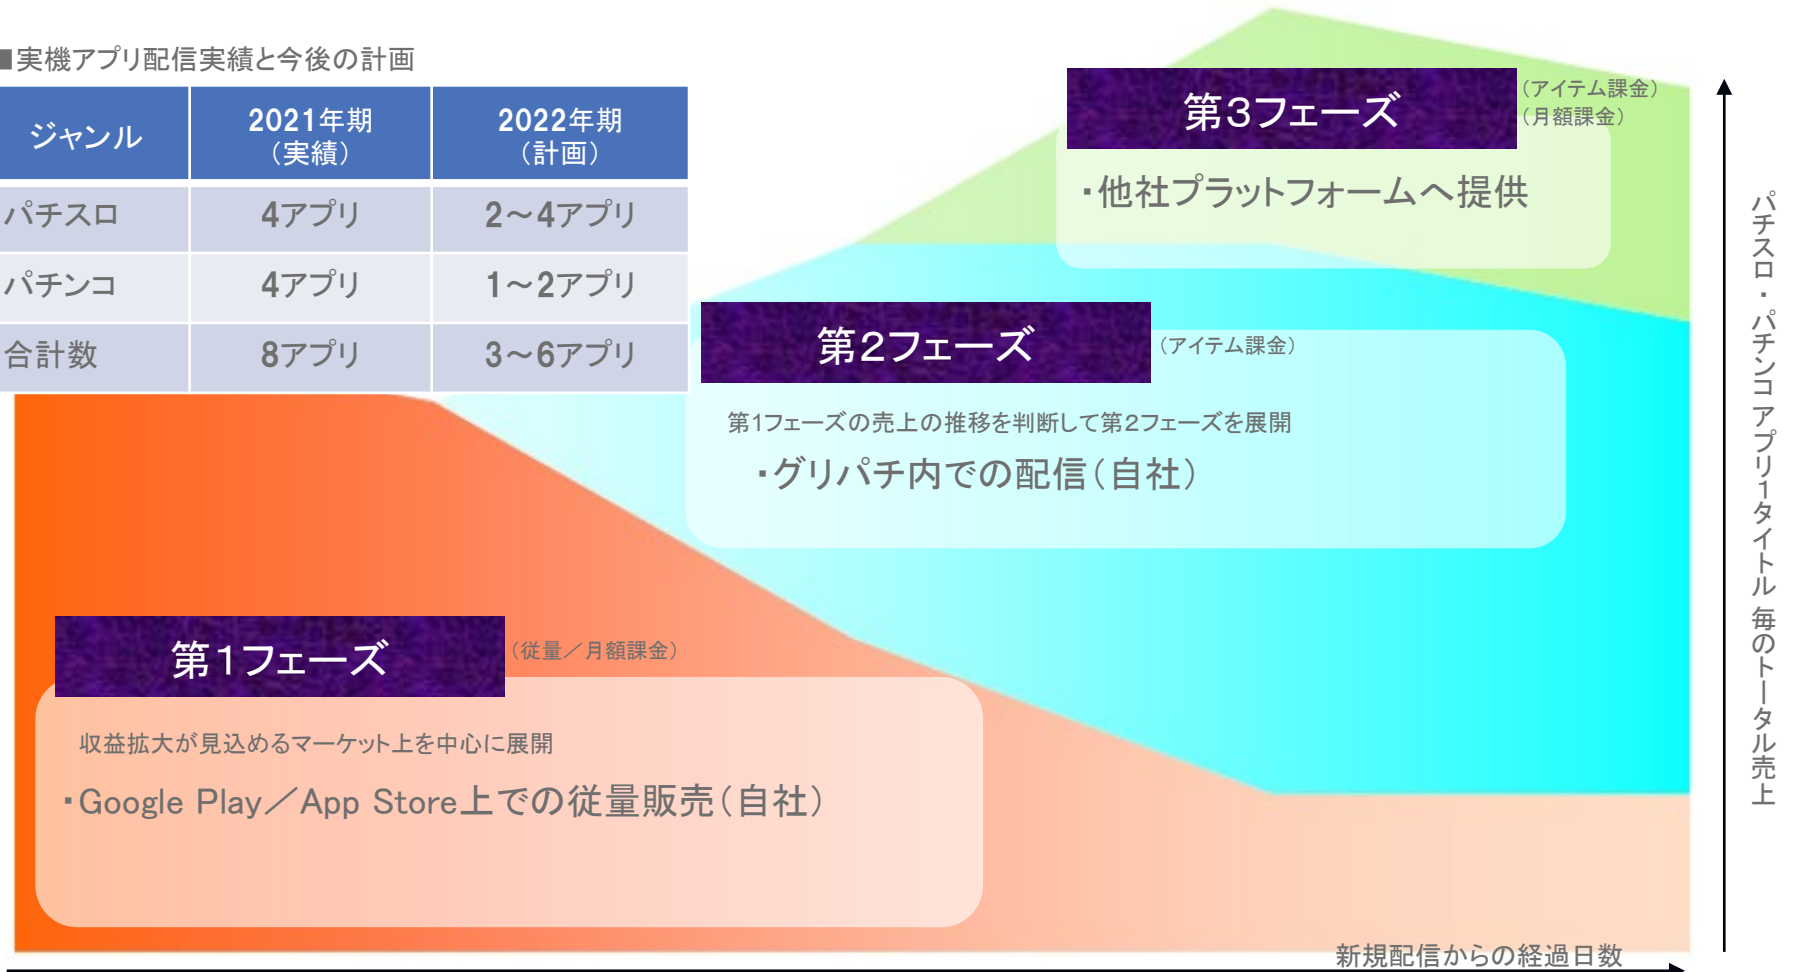 ■実機アプリ配信実績と今後の計画
ジャンル 2021年期（実績） 2022年期（計画）
パチスロ 4アプリ 2～4アプリ
パチンコ 4アプリ 1～2アプリ
合計数 8アプリ 3～6アプリ
第3フェーズ
（アイテム課金）
（月額課金）
・他社プラットフォームへ提供
第2フェーズ
（アイテム課金）
第1フェーズの売上の推移を判断して第2フェーズを展開
・グリパチ内での配信（自社）
第1フェーズ
（従量／月額課金）
収益拡大が見込めるマーケット上を中心に展開
・Google Play／App Store上での従量販売（自社）
新規配信からの経過日数
パチスロ・パチンコ アプリ1タイトル 毎のトータル売上